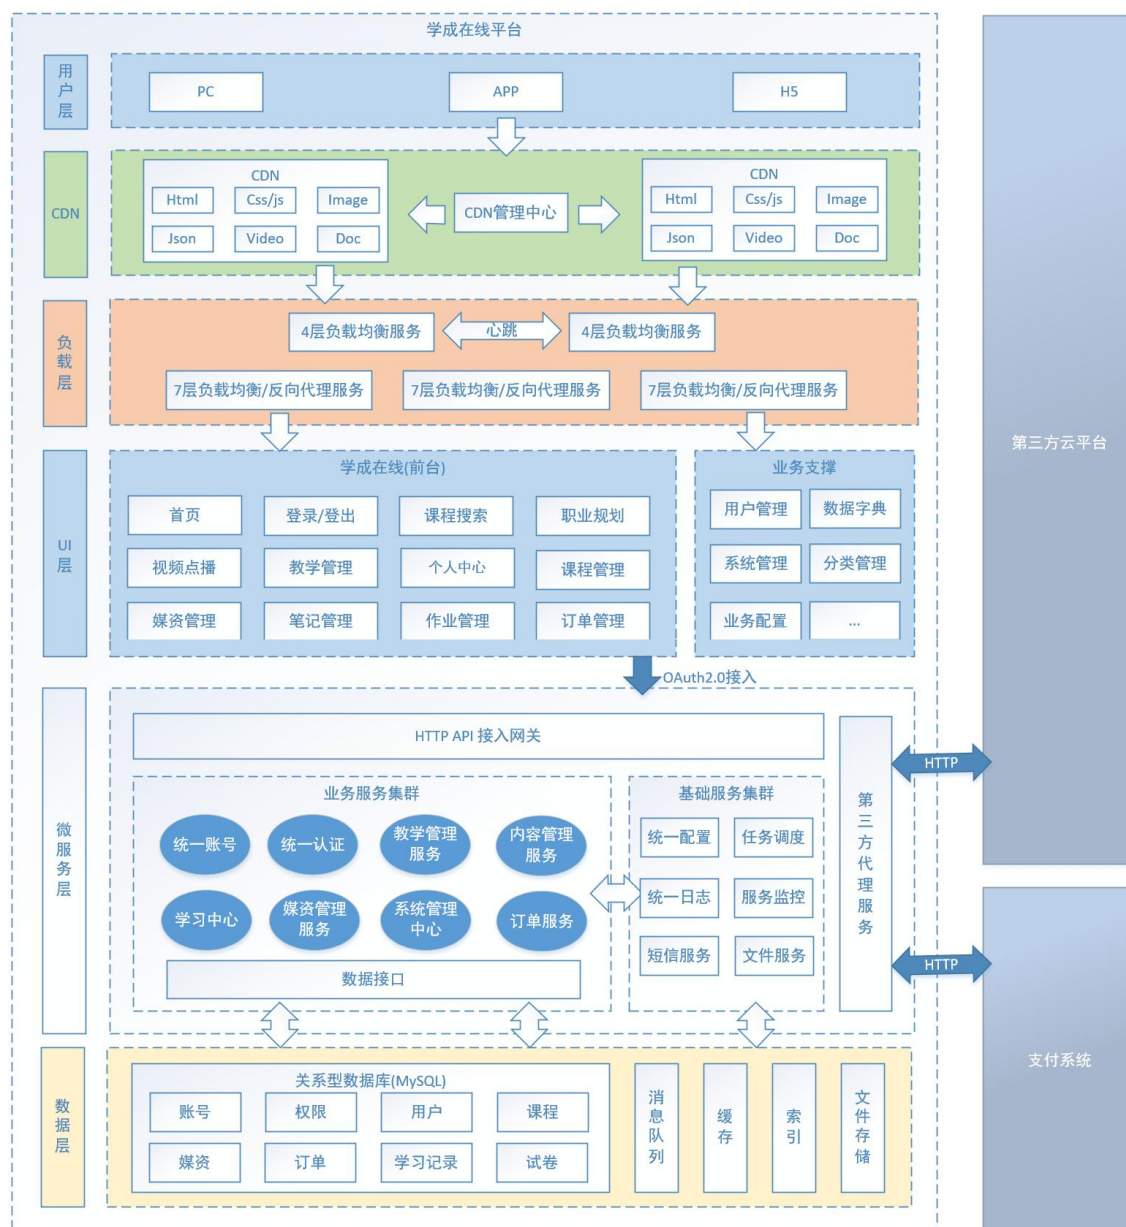 学成在线平台
用户层
PC
APP
H5
CDN
CDN
Html
Css/js
Image
Json
Video
Doc
CDN管理中心
CDN
Html
Css/js
Image
Json
Video
Doc
负载层
4层负载均衡服务
心跳
4层负载均衡服务
7层负载均衡/反向代理服务
7层负载均衡/反向代理服务
7层负载均衡/反向代理服务
UI层
学成在线(前台)
首页
登录/登出
课程搜索
职业规划
视频点播
教学管理
个人中心
课程管理
媒资管理
笔记管理
作业管理
订单管理
业务支撑
用户管理
数据字典
系统管理
分类管理
业务配置
...
OAuth2.0接入
微服务层
HTTP API 接入网关
业务服务集群
统一账号
统一认证
教学管理
服务
内容管理
服务
学习中心
媒资管理
服务
系统管理
中心
订单服务
数据接口
基础服务集群
统一配置
任务调度
统一日志
服务监控
短信服务
文件服务
第三方代理服务
HTTP
HTTP
第三方云平台
支付系统
数据层
关系型数据库(MySQL)
账号
权限
用户
课程
媒资
订单
学习记录
试卷
消息队列
缓存
索引
文件存储